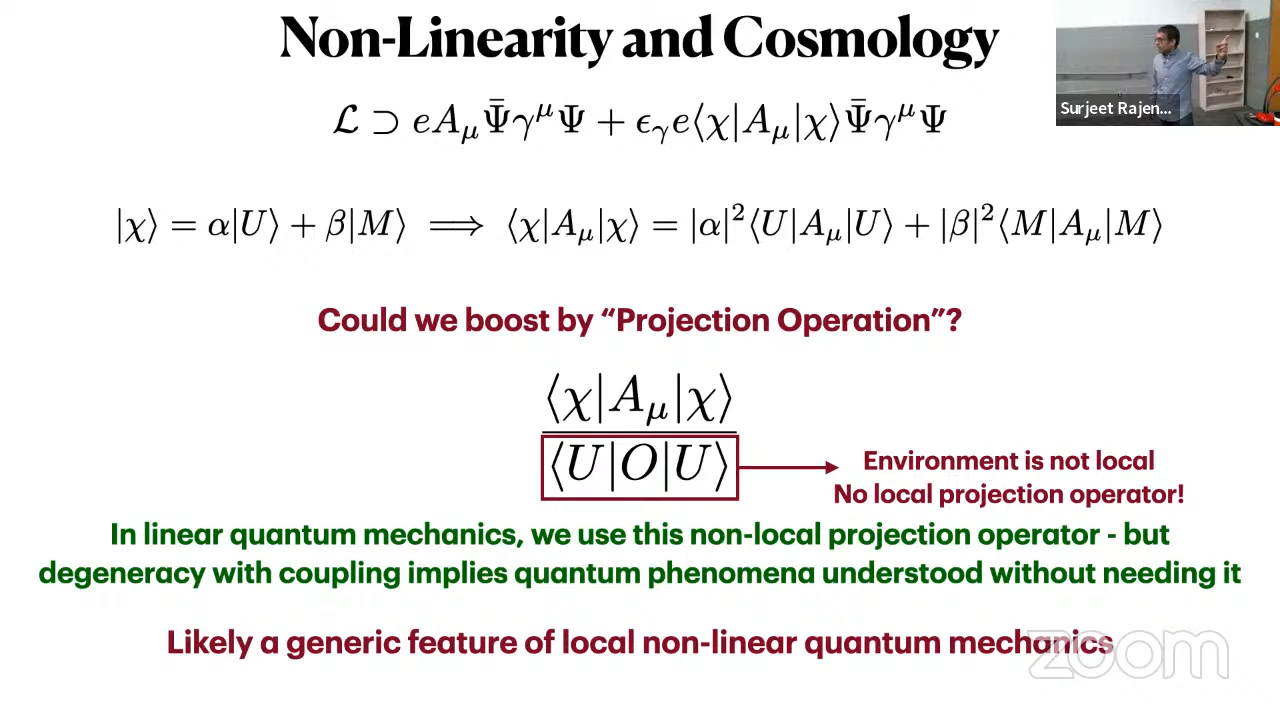 Non-Linearity and Cosmology
ℒ ⊃ eA_μ Ψ̄γ^μΨ + ε_γ e⟨χ|A_μ|χ⟩Ψ̄γ^μΨ
Surjeet Rajen...
|χ⟩ = α|U⟩ + β|M⟩ ⟹ ⟨χ|A_μ|χ⟩ = |α|²⟨U|A_μ|U⟩ + |β|²⟨M|A_μ|M⟩
Could we boost by “Projection Operation”?
⟨χ|A_μ|χ⟩
⟨U|O|U⟩
Environment is not local
No local projection operator!
In linear quantum mechanics, we use this non-local projection operator - but
degeneracy with coupling implies quantum phenomena understood without needing it
Likely a generic feature of local non-linear quantum mechanics
zoom